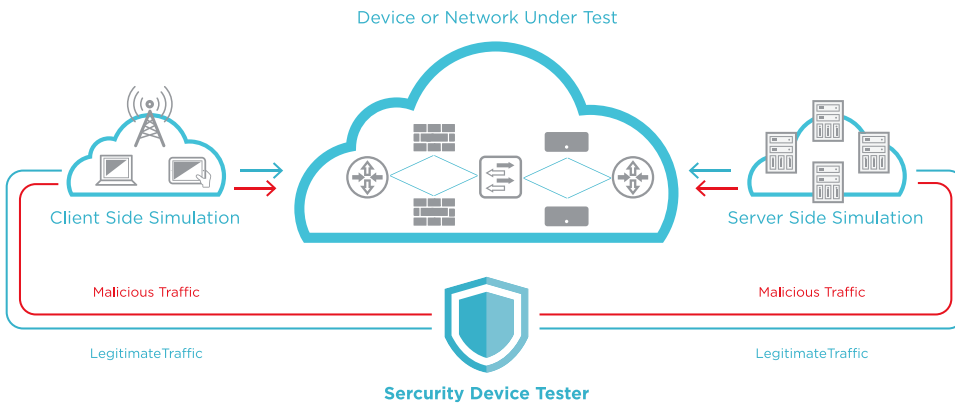 Device or Network Under Test
Client Side Simulation
Server Side Simulation
Malicious Traffic
Malicious Traffic
LegitimateTraffic
LegitimateTraffic
Sercurity Device Tester